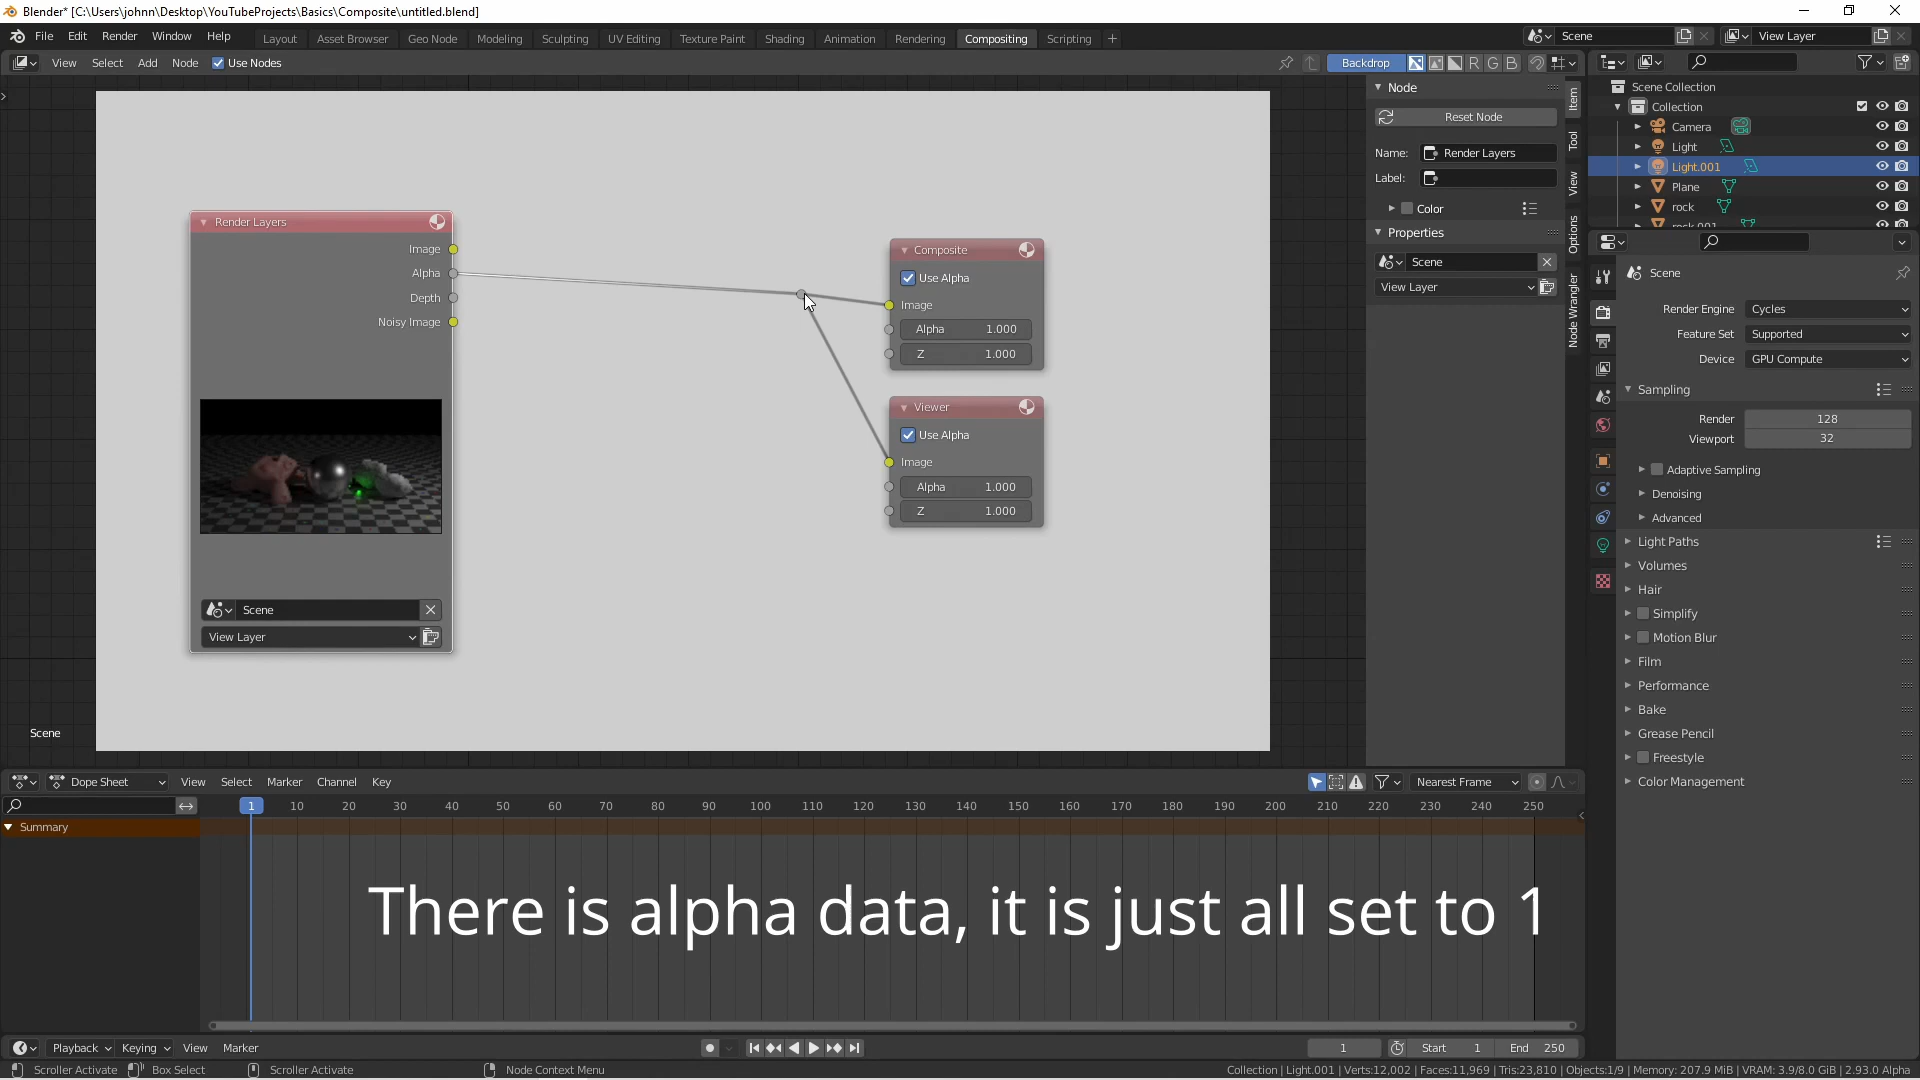 Blender* [C:\Users\johnn\Desktop\YouTubeProjects\Basics\Composite\untitled.blend]
File Edit Render Window Help Layout Asset Browser Geo Node Modeling Sculpting UV Editing Texture Paint Shading Animation Rendering Compositing Scripting + Scene View Layer
View Select Add Node Use Nodes Backdrop R G B
Node
Reset Node
Name: Render Layers
Label:
Color
Properties
Scene
View Layer
Item
Tool
View
Options
Node Wrangler
Scene Collection
Collection
Camera
Light
Light.001
Plane
rock
rock.001
Render Layers
Image
Alpha
Depth
Noisy Image
Scene
View Layer
Composite
Use Alpha
Image
Alpha 1.000
Z 1.000
Viewer
Use Alpha
Image
Alpha 1.000
Z 1.000
Scene
Scene
Render Engine Cycles
Feature Set Supported
Device GPU Compute
Sampling
Render 128
Viewport 32
Adaptive Sampling
Denoising
Advanced
Light Paths
Volumes
Hair
Simplify
Motion Blur
Film
Performance
Bake
Grease Pencil
Freestyle
Color Management
Dope Sheet View Select Marker Channel Key Nearest Frame
1 10 20 30 40 50 60 70 80 90 100 110 120 130 140 150 160 170 180 190 200 210 220 230 240 250
Summary
There is alpha data, it is just all set to 1
Playback Keying View Marker 1 Start 1 End 250
Scroller Activate Box Select Scroller Activate Node Context Menu Collection | Light.001 | Verts:12,002 | Faces:11,969 | Tris:23,810 | Objects:1/9 | Memory: 207.9 MiB | VRAM: 3.9/8.0 GiB | 2.93.0 Alpha